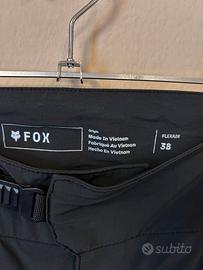 FOX
Origin:
Made In Vietnam
Fabriqué Au Vietnam
Hecho En Vietnam
FLEXAIR
38
subito